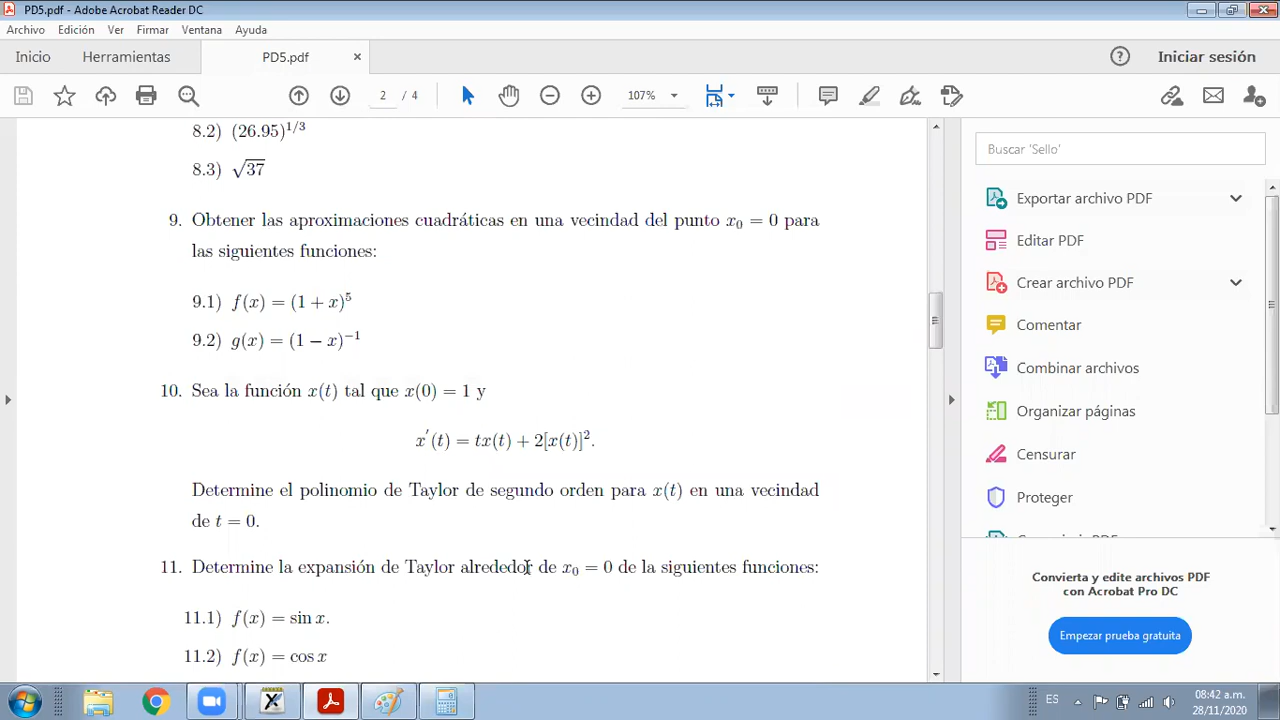 PD5.pdf - Adobe Acrobat Reader DC
Archivo Edición Ver Firmar Ventana Ayuda
Inicio Herramientas PD5.pdf × Iniciar sesión
2 / 4 107%
8.2) (26.95)^{1/3}
8.3) √37
9. Obtener las aproximaciones cuadráticas en una vecindad del punto x₀ = 0 para
las siguientes funciones:
9.1) f(x) = (1 + x)⁵
9.2) g(x) = (1 − x)⁻¹
10. Sea la función x(t) tal que x(0) = 1 y
x′(t) = tx(t) + 2[x(t)]².
Determine el polinomio de Taylor de segundo orden para x(t) en una vecindad
de t = 0.
11. Determine la expansión de Taylor alrededor de x₀ = 0 de la siguientes funciones:
11.1) f(x) = sin x.
11.2) f(x) = cos x
Buscar 'Sello'
Exportar archivo PDF
Editar PDF
Crear archivo PDF
Comentar
Combinar archivos
Organizar páginas
Censurar
Proteger
Convierta y edite archivos PDF
con Acrobat Pro DC
Empezar prueba gratuita
ES
08:42 a.m.
28/11/2020